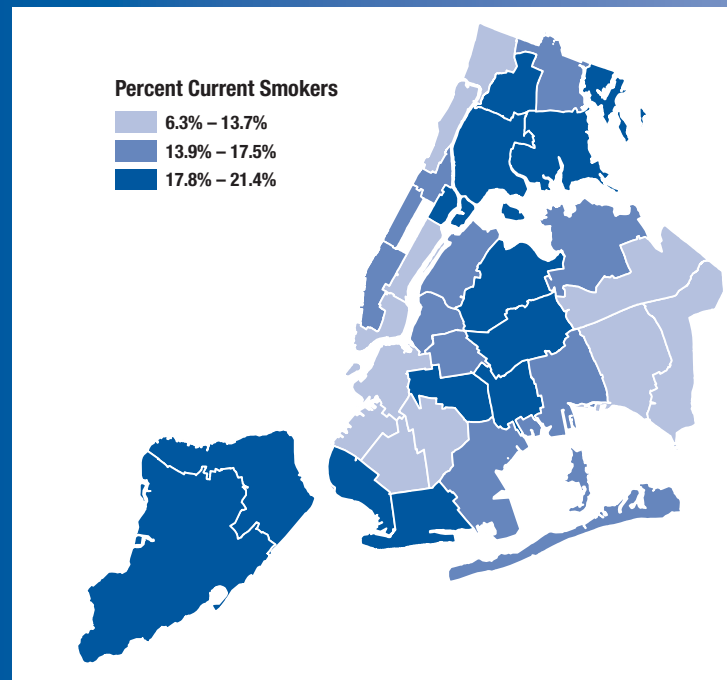 Percent Current Smokers
6.3% – 13.7%
13.9% – 17.5%
17.8% – 21.4%